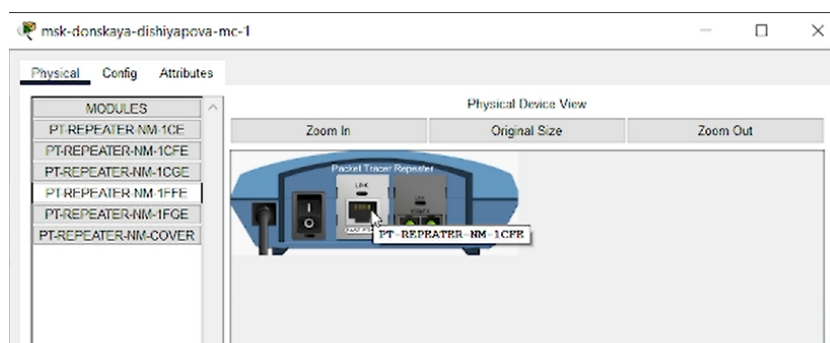 msk-donskaya-dishiyapova-mc-1
Physical Config Attributes
MODULES
PT-REPEATER-NM-1CE
PT-REPEATER-NM-1CFE
PT-REPEATER-NM-1CGE
PT-REPEATER-NM-1FFE
PT-REPEATER-NM-1FGE
PT-REPEATER-NM-COVER
Physical Device View
Zoom In Original Size Zoom Out
Packet Tracer Repeater
LINK
PT-REPEATER-NM-1CFE